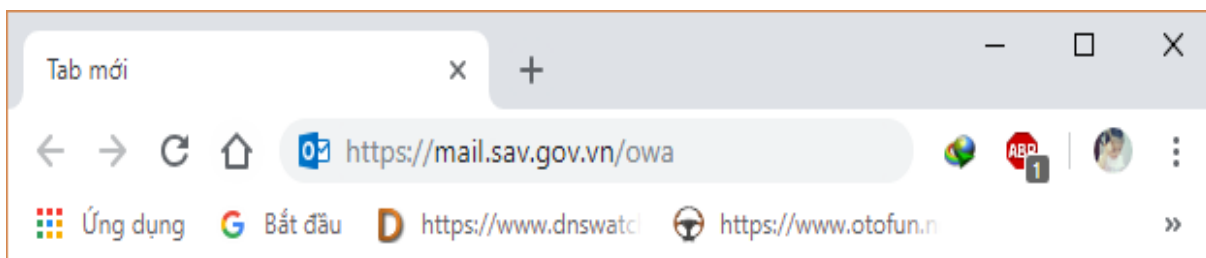 Tab mới
https://mail.sav.gov.vn/owa
ABP 1
Ứng dụng G Bắt đầu D https://www.dnswatc https://www.otofun.n